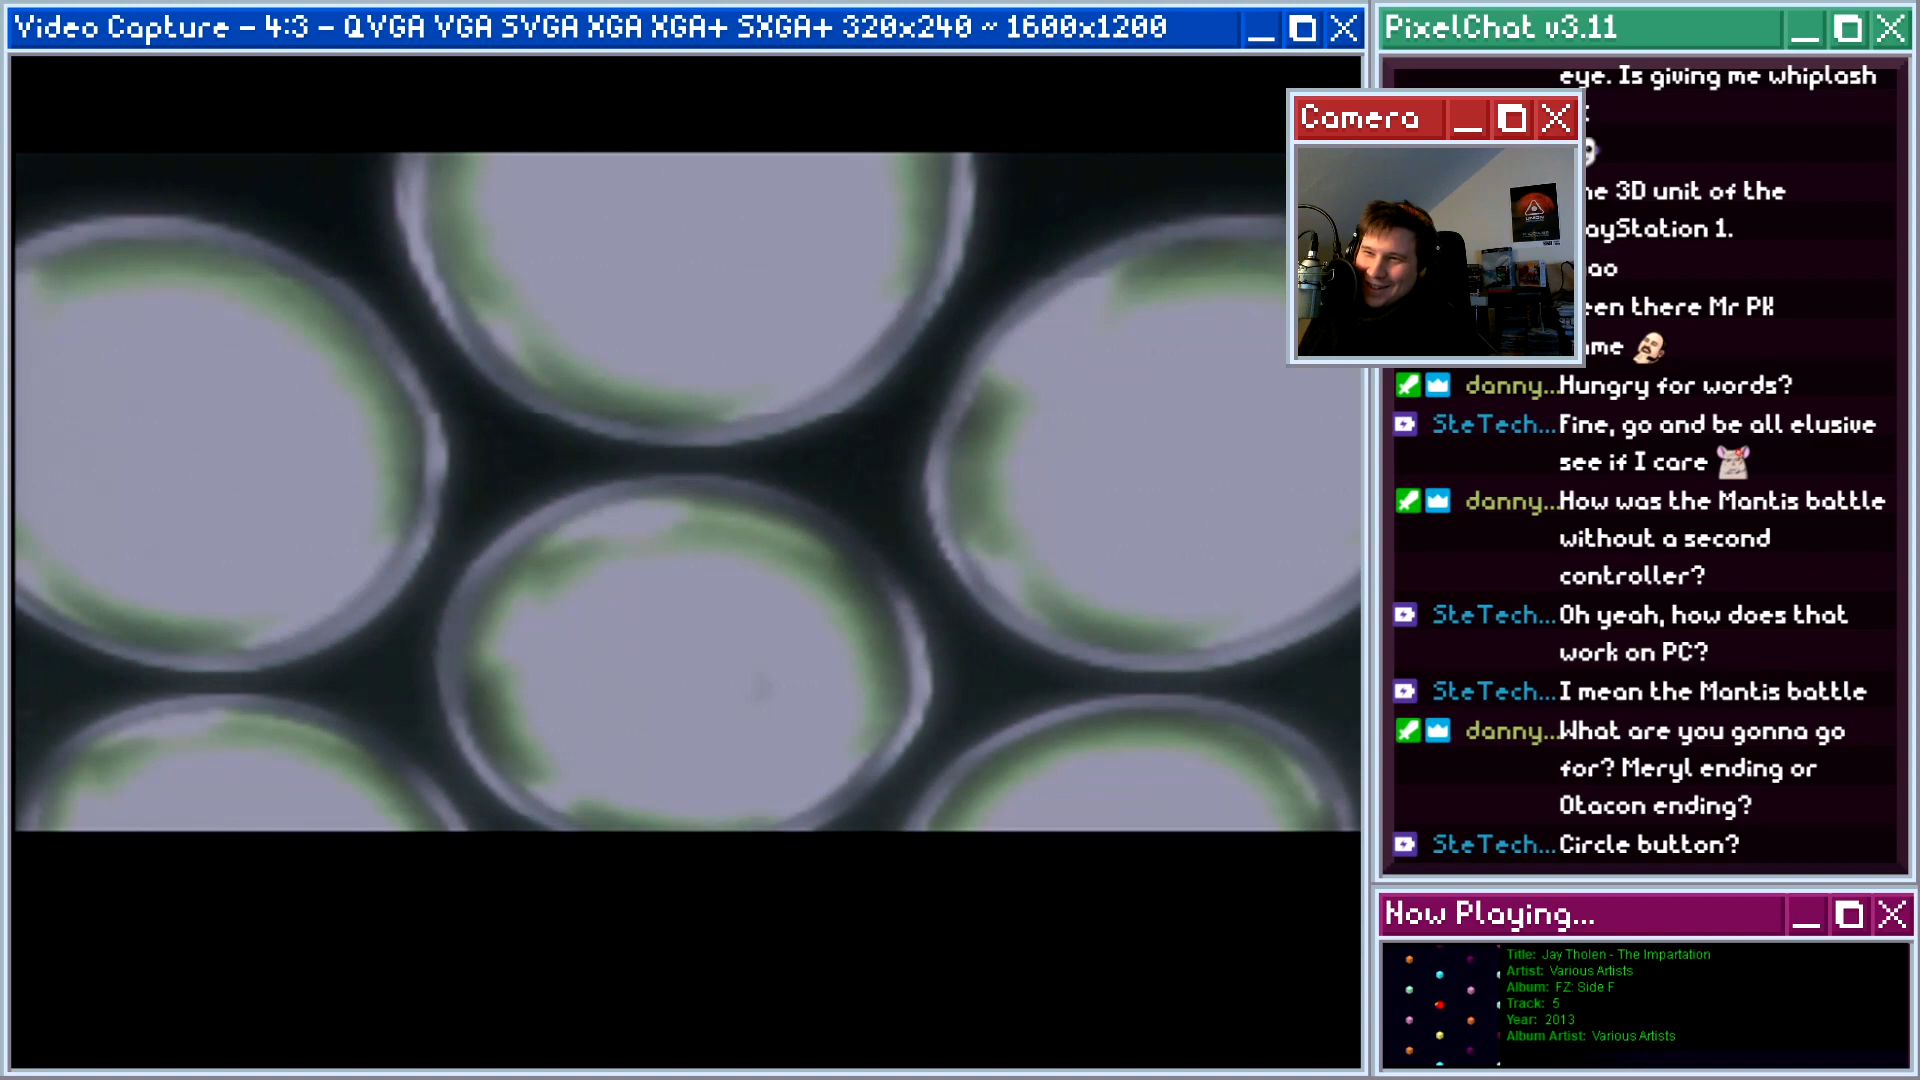 Video Capture - 4:3 - QVGA VGA SVGA XGA XGA+ SXGA+ 320x240 ~ 1600x1200
PixelChat v3.11
eye. Is giving me whiplash
Camera
3D unit of the
1.
there Mr PK
danny...Hungry for words?
SteTech...Fine, go and be all elusive
see if I care
danny...How was the Mantis battle
without a second
controller?
SteTech...Oh yeah, how does that
work on PC?
SteTech...I mean the Mantis battle
danny...What are you gonna go
for? Meryl ending or
Otacon ending?
SteTech...Circle button?
Now Playing...
Title: Jay Tholen - The Impartation
Artist: Various Artists
Album: FZ: Side F
Track: 5
Year: 2013
Album Artist: Various Artists